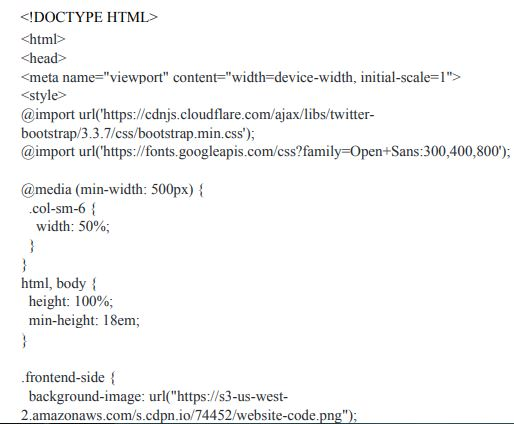 <!DOCTYPE HTML>
<html>
<head>
<meta name="viewport" content="width=device-width, initial-scale=1">
<style>
@import url('https://cdnjs.cloudflare.com/ajax/libs/twitter-
bootstrap/3.3.7/css/bootstrap.min.css');
@import url('https://fonts.googleapis.com/css?family=Open+Sans:300,400,800');
@media (min-width: 500px) {
.col-sm-6 {
width: 50%;
}
}
html, body {
height: 100%;
min-height: 18em;
}
.frontend-side {
background-image: url("https://s3-us-west-
2.amazonaws.com/s.cdpn.io/74452/website-code.png");